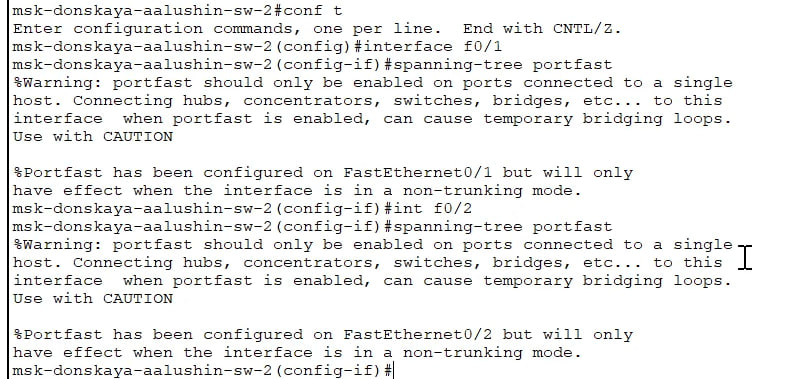 msk-donskaya-aalushin-sw-2#conf t
Enter configuration commands, one per line.  End with CNTL/Z.
msk-donskaya-aalushin-sw-2(config)#interface f0/1
msk-donskaya-aalushin-sw-2(config-if)#spanning-tree portfast
%Warning: portfast should only be enabled on ports connected to a single
host. Connecting hubs, concentrators, switches, bridges, etc... to this
interface  when portfast is enabled, can cause temporary bridging loops.
Use with CAUTION

%Portfast has been configured on FastEthernet0/1 but will only
have effect when the interface is in a non-trunking mode.
msk-donskaya-aalushin-sw-2(config-if)#int f0/2
msk-donskaya-aalushin-sw-2(config-if)#spanning-tree portfast
%Warning: portfast should only be enabled on ports connected to a single
host. Connecting hubs, concentrators, switches, bridges, etc... to this
interface  when portfast is enabled, can cause temporary bridging loops.
Use with CAUTION

%Portfast has been configured on FastEthernet0/2 but will only
have effect when the interface is in a non-trunking mode.
msk-donskaya-aalushin-sw-2(config-if)#